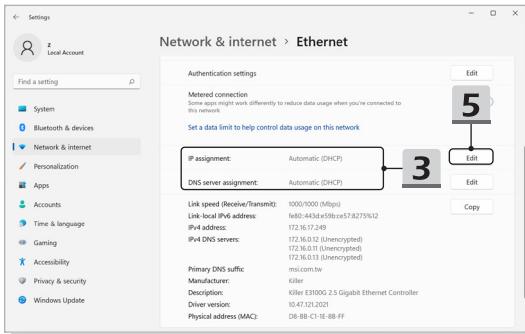 Settings
z
Local Account
Find a setting
System
Bluetooth & devices
Network & internet
Personalization
Apps
Accounts
Time & language
Gaming
Accessibility
Privacy & security
Windows Update
Network & internet > Ethernet
Authentication settings Edit
Metered connection
Some apps might work differently to reduce data usage when you're connected to
this network
5
Set a data limit to help control data usage on this network
IP assignment: Automatic (DHCP) Edit
3
DNS server assignment: Automatic (DHCP) Edit
Link speed (Receive/Transmit): 1000/1000 (Mbps) Copy
Link-local IPv6 address: fe80::443d:e59b:ce57:8275%12
IPv4 address: 172.16.17.249
IPv4 DNS servers: 172.16.0.12 (Unencrypted)
172.16.0.11 (Unencrypted)
172.16.0.13 (Unencrypted)
Primary DNS suffix: msi.com.tw
Manufacturer: Killer
Description: Killer E3100G 2.5 Gigabit Ethernet Controller
Driver version: 10.47.121.2021
Physical address (MAC): D8-BB-C1-1E-8B-FF